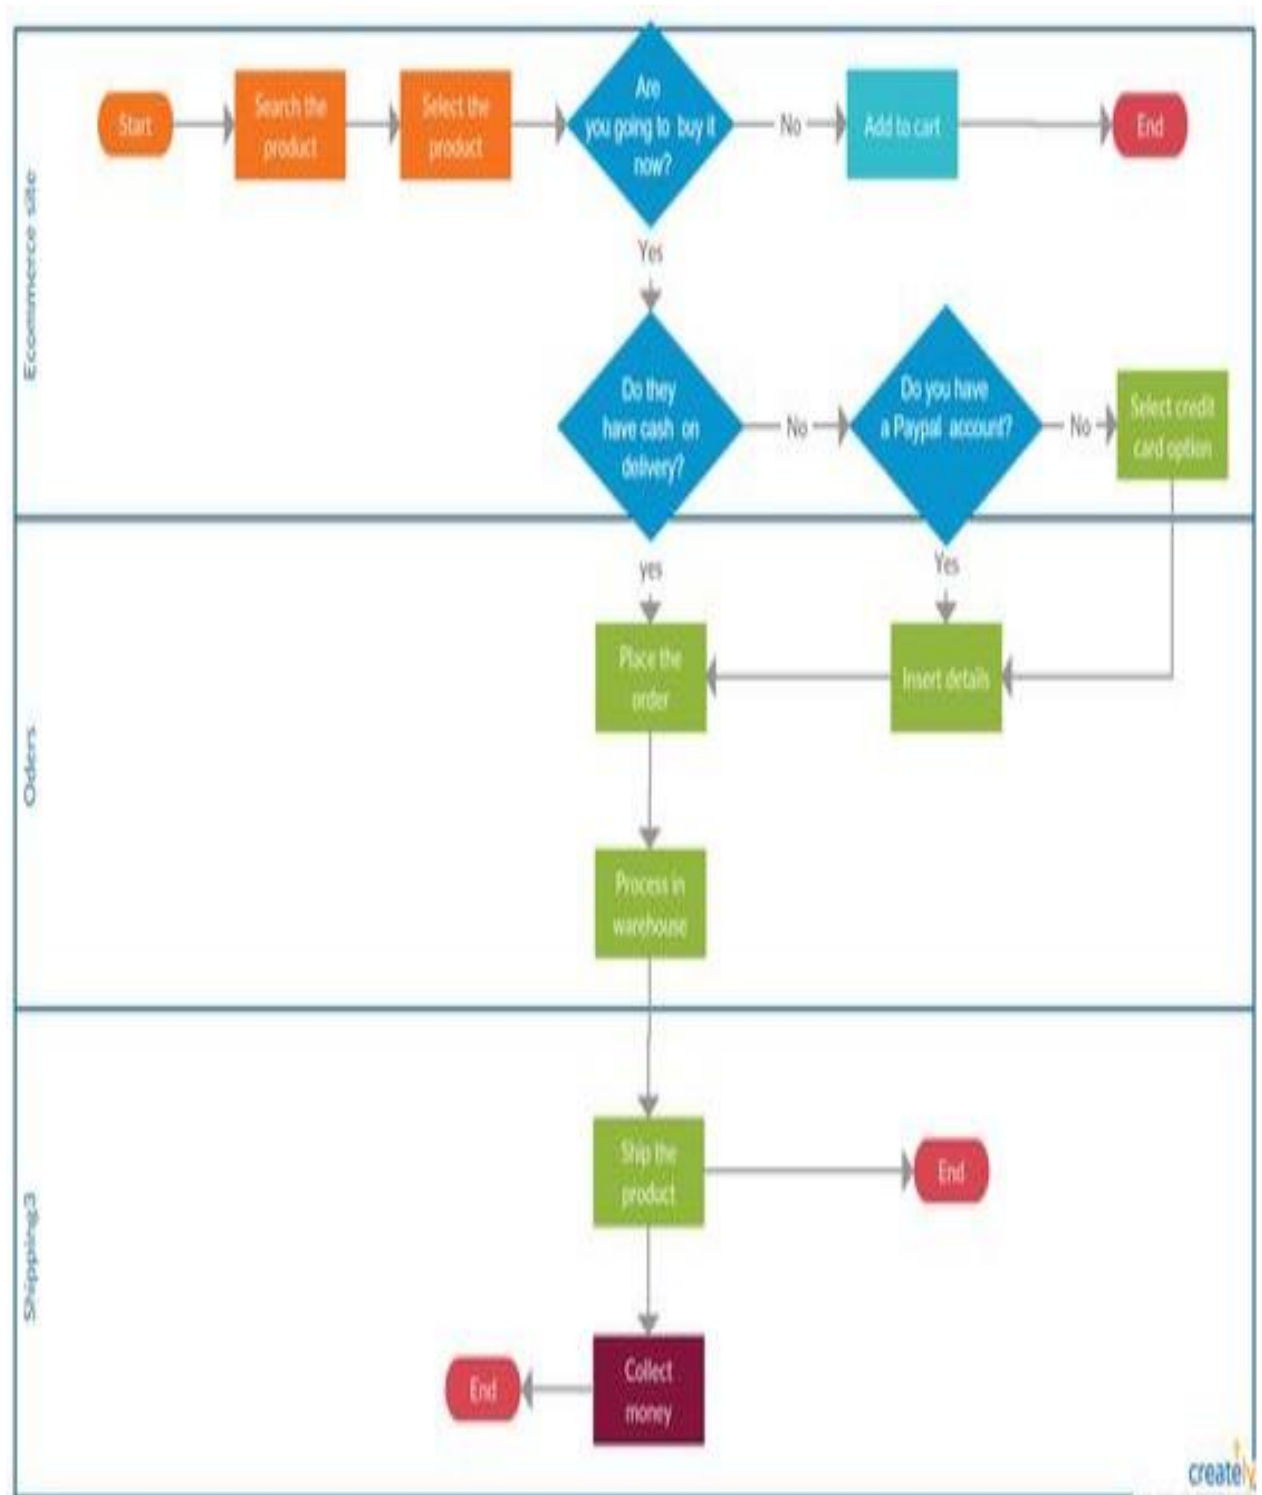 Ecommerce site
Start
Search the
product
Select the
product
Are
you going to buy it
now?
No
Add to cart
End
Yes
Do they
have cash on
delivery?
No
Do you have
a Paypal account?
No
Select credit
card option
Oders
yes
Yes
Place the
order
Insert details
Process in
warehouse
Shipping3
Ship the
product
End
Collect
money
End
creately